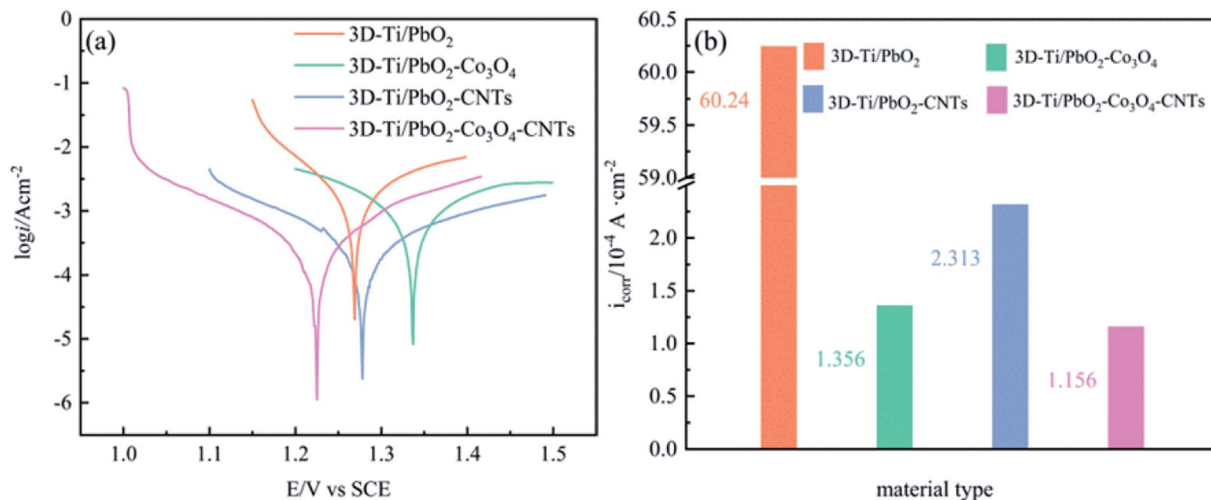 (a)
3D-Ti/PbO₂
3D-Ti/PbO₂-Co₃O₄
3D-Ti/PbO₂-CNTs
3D-Ti/PbO₂-Co₃O₄-CNTs
0
-1
-2
-3
-4
-5
-6
logi/Acm⁻²
1.0 1.1 1.2 1.3 1.4 1.5
E/V vs SCE
(b)
3D-Ti/PbO₂ 3D-Ti/PbO₂-Co₃O₄
3D-Ti/PbO₂-CNTs 3D-Ti/PbO₂-Co₃O₄-CNTs
60.5
60.0
59.5
59.0
2.0
1.5
1.0
0.5
0.0
i_corr/10⁻⁴ A ·cm⁻²
60.24
1.356
2.313
1.156
material type